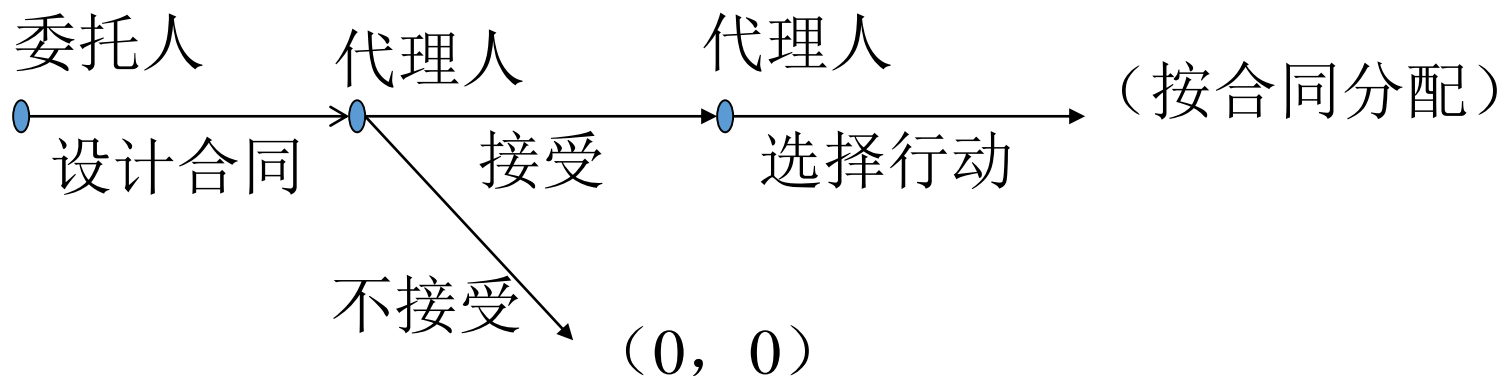 委托人
代理人
代理人
（按合同分配）
设计合同
接受
选择行动
不接受
（0，0）